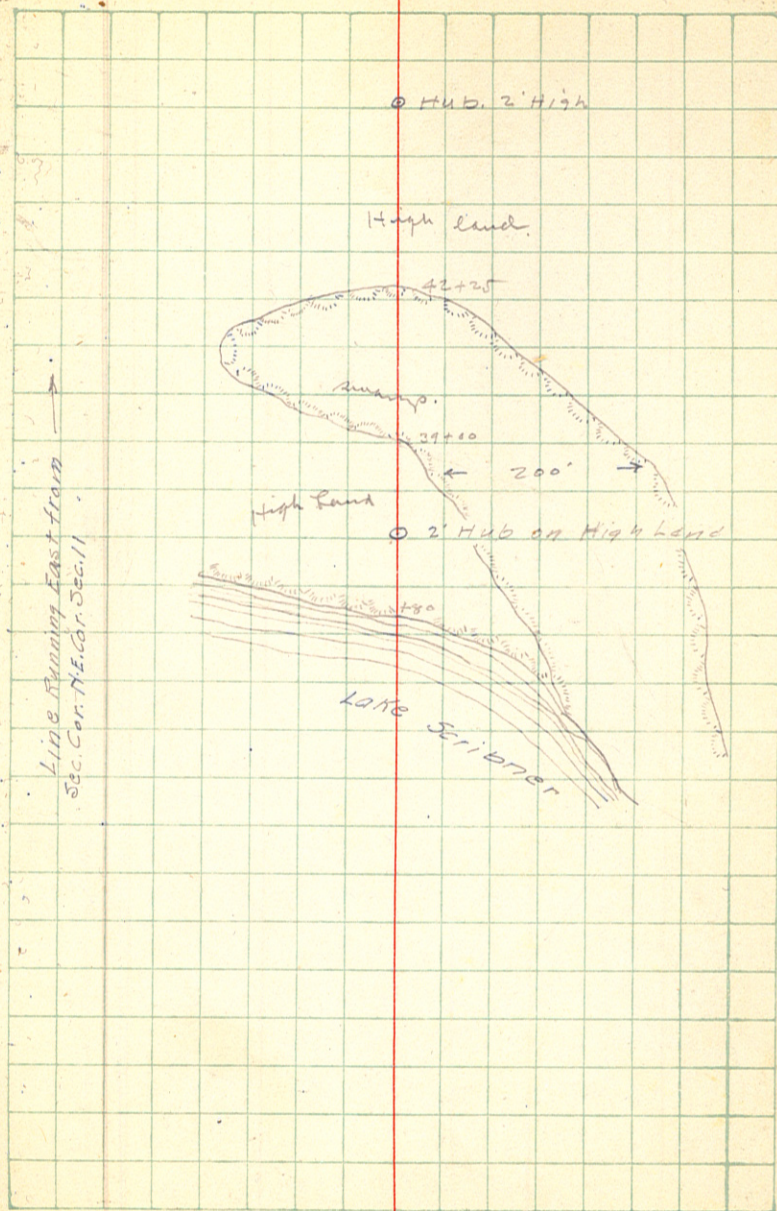 Hub. 2' High
High land.
42+25
swamp.
39+00
← 200' →
High Land
2' Hub on High Land
+80
Lake Scribner
Line Running East from →
Sec. Cor. N.E. Cor. Sec. 11.